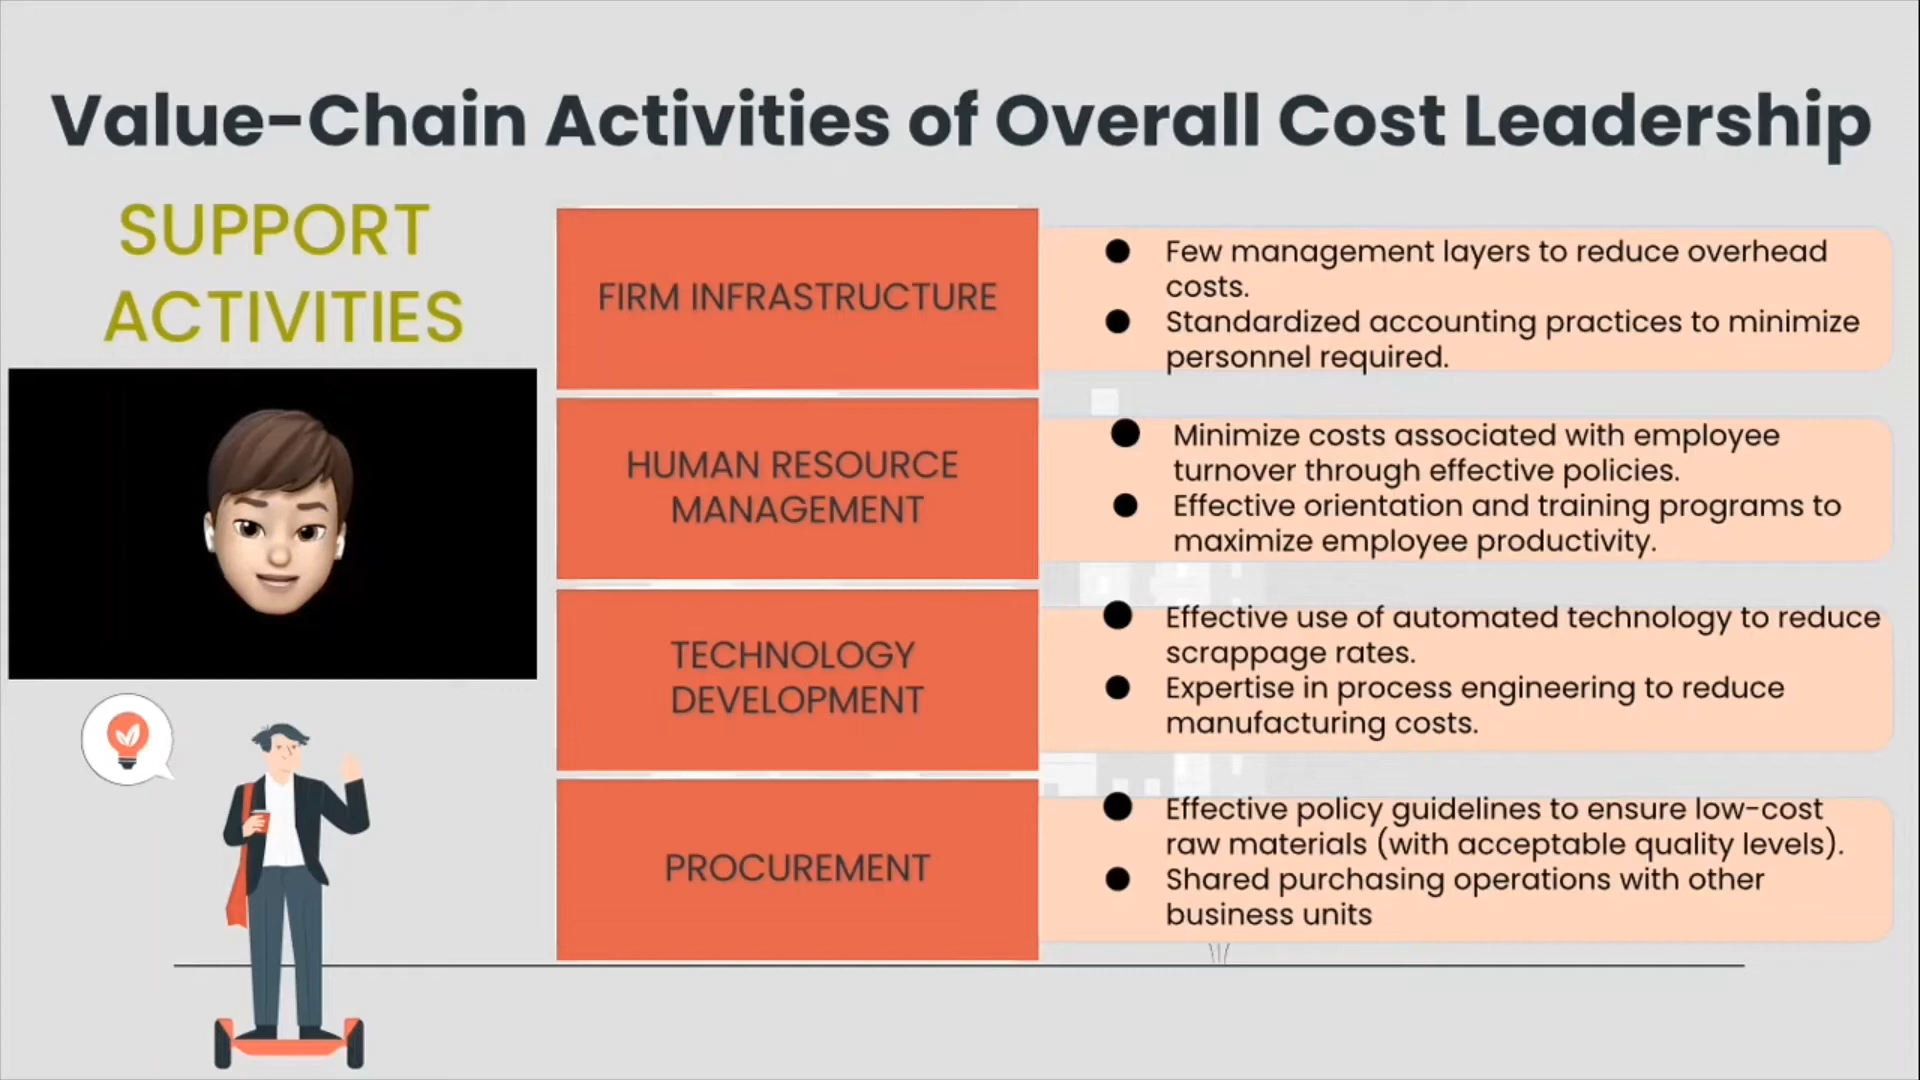 Value-Chain Activities of Overall Cost Leadership
SUPPORT
ACTIVITIES
FIRM INFRASTRUCTURE
● Few management layers to reduce overhead
costs.
● Standardized accounting practices to minimize
personnel required.
HUMAN RESOURCE
MANAGEMENT
● Minimize costs associated with employee
turnover through effective policies.
● Effective orientation and training programs to
maximize employee productivity.
TECHNOLOGY
DEVELOPMENT
● Effective use of automated technology to reduce
scrappage rates.
● Expertise in process engineering to reduce
manufacturing costs.
PROCUREMENT
● Effective policy guidelines to ensure low-cost
raw materials (with acceptable quality levels).
● Shared purchasing operations with other
business units